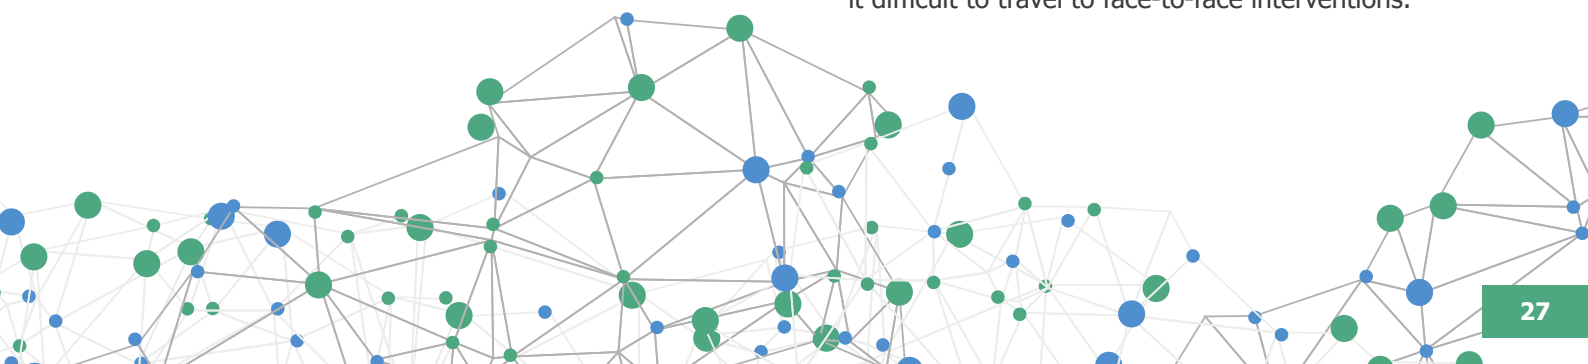 it difficult to travel to face-to-face interventions.
27